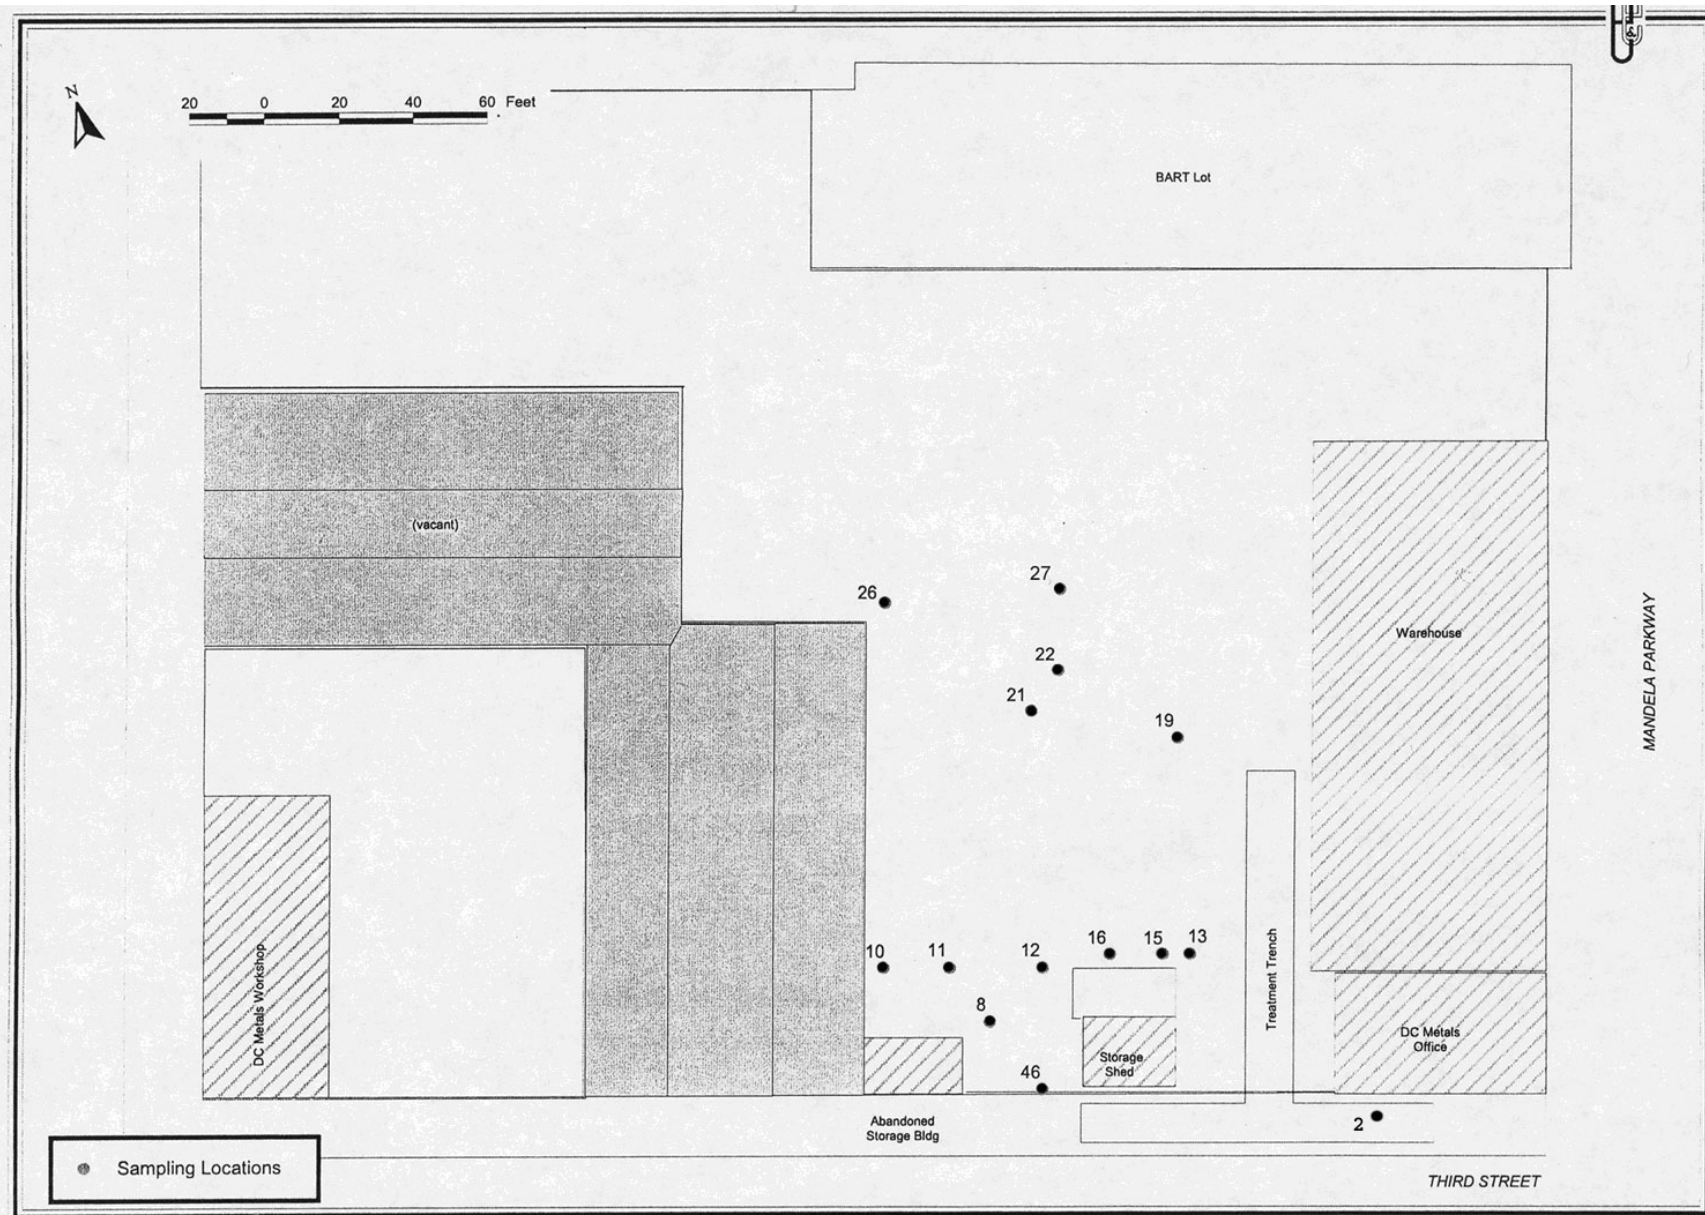 N
20 0 20 40 60 Feet
BART Lot
(vacant)
27
26
22
21
19
Warehouse
MANDELA PARKWAY
16 15 13
10 11 12
8
46
2
DC Metals Workshop
Treatment Trench
Storage
Shed
DC Metals
Office
Abandoned
Storage Bldg
Sampling Locations
THIRD STREET